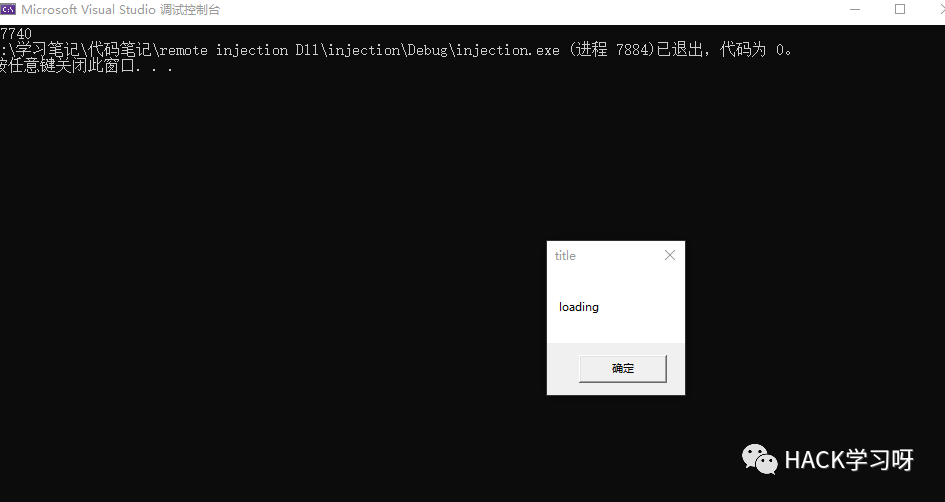 Microsoft Visual Studio 调试控制台
7740
:\学习笔记\代码笔记\remote injection Dll\injection\Debug\injection.exe (进程 7884)已退出，代码为 0。
按任意键关闭此窗口. . .
title
loading
确定
HACK学习呀